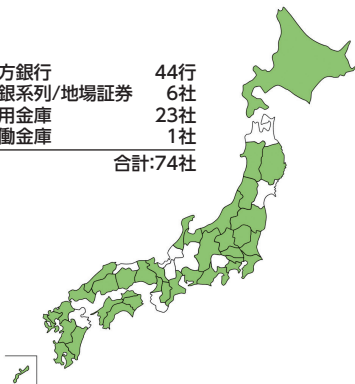 方銀行 44行
銀系列/地場証券 6社
用金庫 23社
働金庫 1社
合計:74社